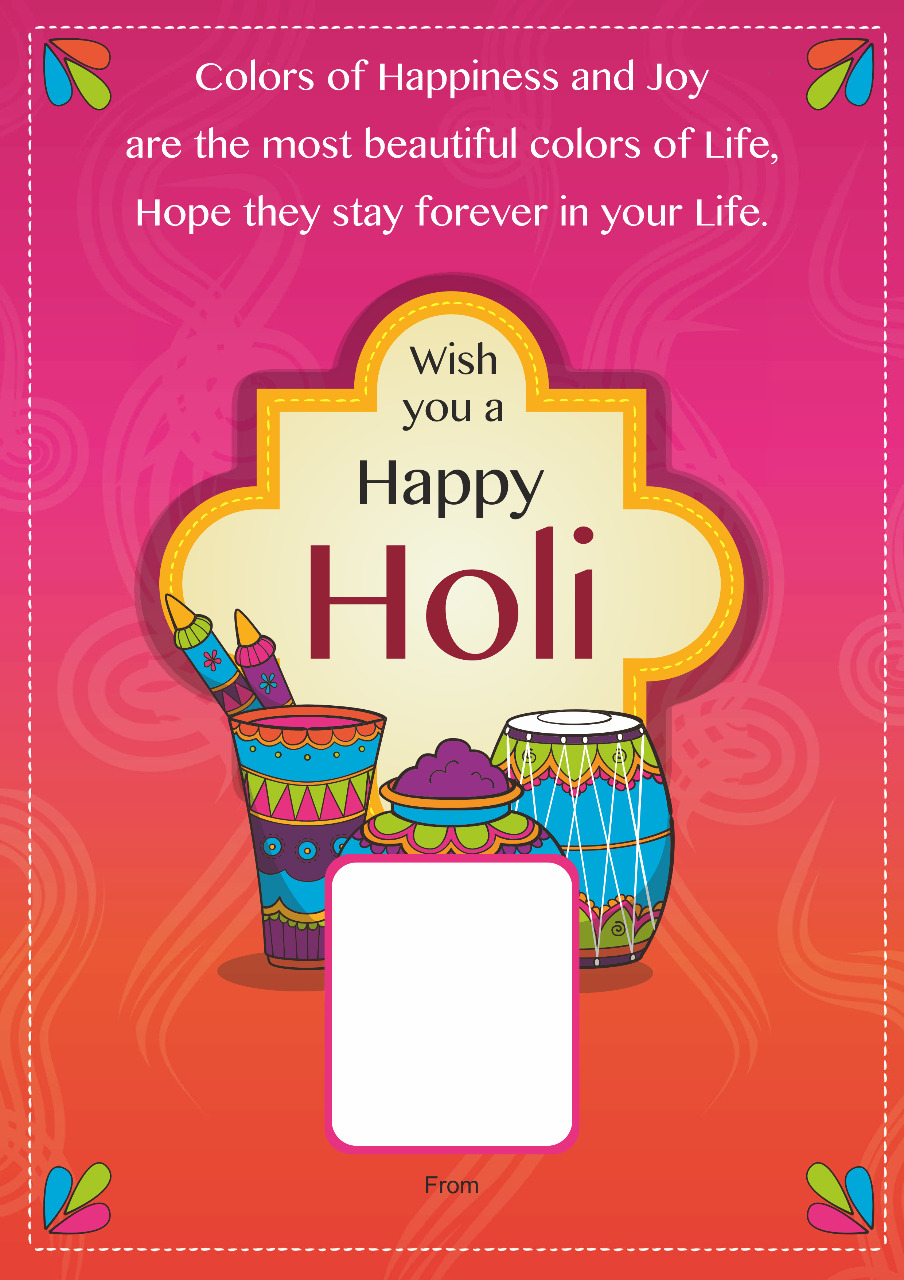 Colors of Happiness and Joy
are the most beautiful colors of Life,
Hope they stay forever in your Life.
Wish
you a
Happy
Holi
From